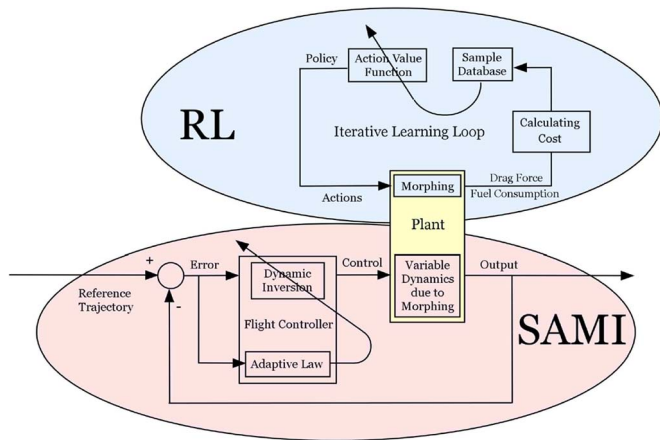 Policy
Action Value
Function
Sample
Database
RL
Iterative Learning Loop
Calculating
Cost
Actions
Morphing
Drag Force
Fuel Consumption
Plant
+
Error
Control
Output
Reference
Trajectory
-
Dynamic
Inversion
Variable
Dynamics
due to
Morphing
Flight Controller
SAMI
Adaptive Law